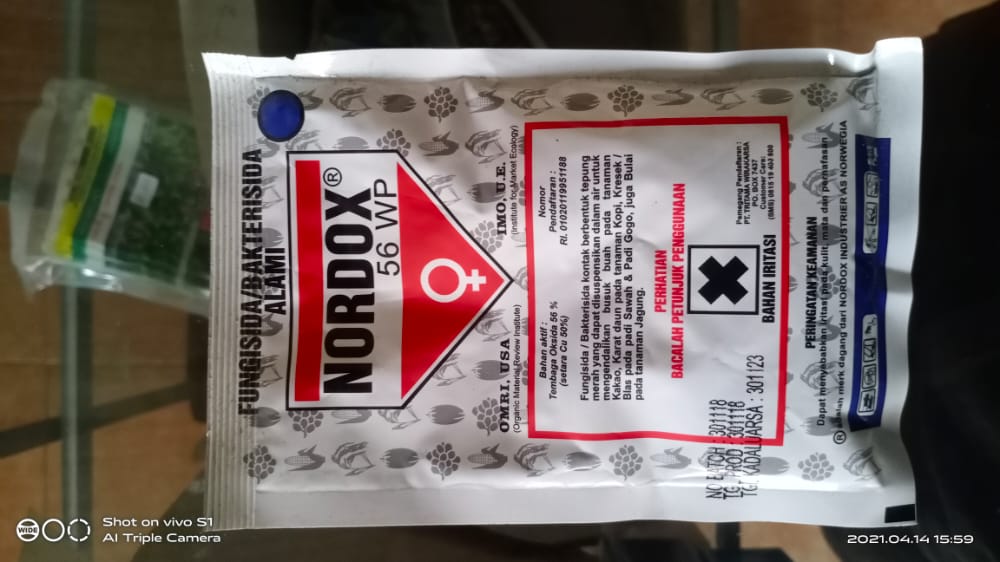 Shot on vivo S1
AI Triple Camera
FUNGISIDA/BAKTERISIDA
ALAMI
NORDOX®
56 WP
OMRI, USA
(Organic Material Review Institute)
IMO, U.E.
(Institute for Market Ecology)
Bahan aktif :
Tembaga Oksida 56 %
(setara Cu 50%)
Nomor
Pendaftaran :
RI. 01020119951188
Fungisida / Bakterisida kontak berbentuk tepung
merah yang dapat disuspensikan dalam air untuk
mengendalikan busuk buah pada tanaman
Kakao, Karat daun pada tanaman Kopi, Kresek /
Blas pada padi Sawah & Padi Gogo, juga Bulai
pada tanaman Jagung.
PERHATIAN
BACALAH PETUNJUK PENGGUNAAN
NO BATCH : 301118
TGL PROD : 301118
TGL KADALUARSA : 301123
BAHAN IRITASI
Pemegang Pendaftaran :
PT. TRITAMA WIRAKARSA
PO. BOX 7437
Customer Care:
(SMS) 0815 19 400 800
PERINGATAN KEAMANAN
Dapat menyababkan iritasi pada kulit, mata dan pernafasan
® adalah merk dagang dari NORDOX INDUSTRIER AS NORWEGIA
2021.04.14 15:59